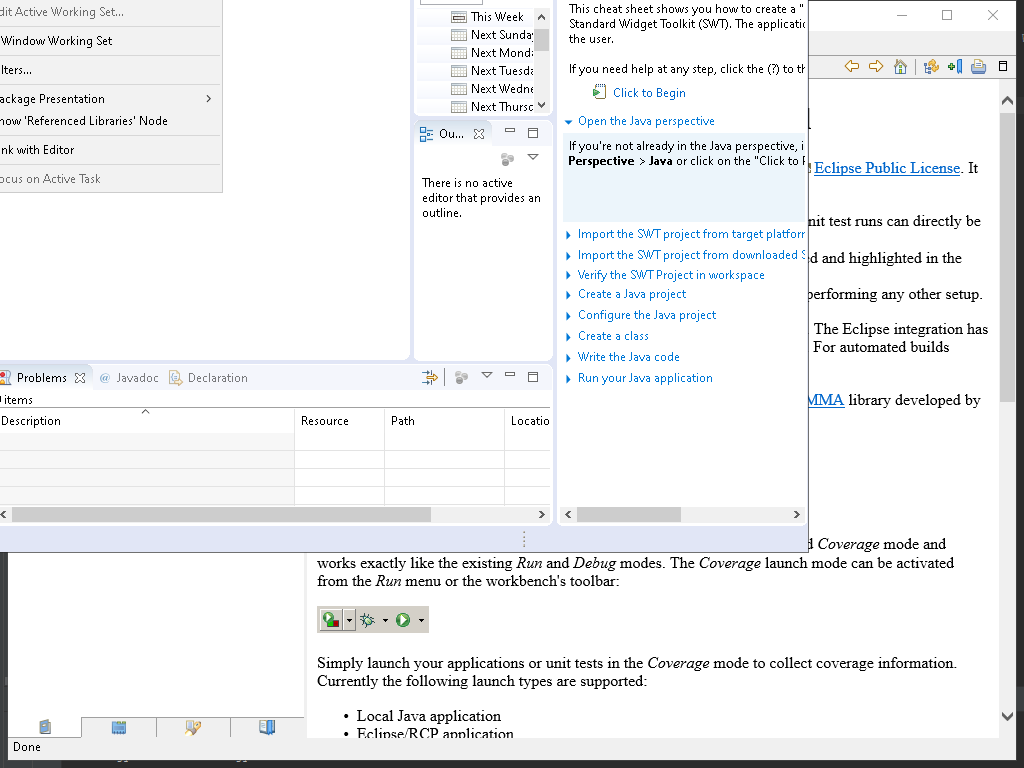 dit Active Working Set...
Window Working Set
lters...
ackage Presentation
how 'Referenced Libraries' Node
nk with Editor
ocus on Active Task
This Week
Next Sunda
Next Mond
Next Tuesda
Next Wedne
Next Thursd
Ou...
There is no active
editor that provides an
outline.
This cheat sheet shows you how to create a "
Standard Widget Toolkit (SWT). The applicatio
the user.
If you need help at any step, click the (?) to th
Click to Begin
Open the Java perspective
If you're not already in the Java perspective, i
Perspective > Java or click on the "Click to P
Import the SWT project from target platform
Import the SWT project from downloaded S
Verify the SWT Project in workspace
Create a Java project
Configure the Java project
Create a class
Write the Java code
Run your Java application
Problems
@ Javadoc
Declaration
items
Description
Resource
Path
Locatio
Eclipse Public License. It
nit test runs can directly be
d and highlighted in the
performing any other setup.
The Eclipse integration has
For automated builds
MMA library developed by
d Coverage mode and
works exactly like the existing Run and Debug modes. The Coverage launch mode can be activated
from the Run menu or the workbench's toolbar:
Simply launch your applications or unit tests in the Coverage mode to collect coverage information.
Currently the following launch types are supported:
• Local Java application
• Eclipse/RCP application
Done